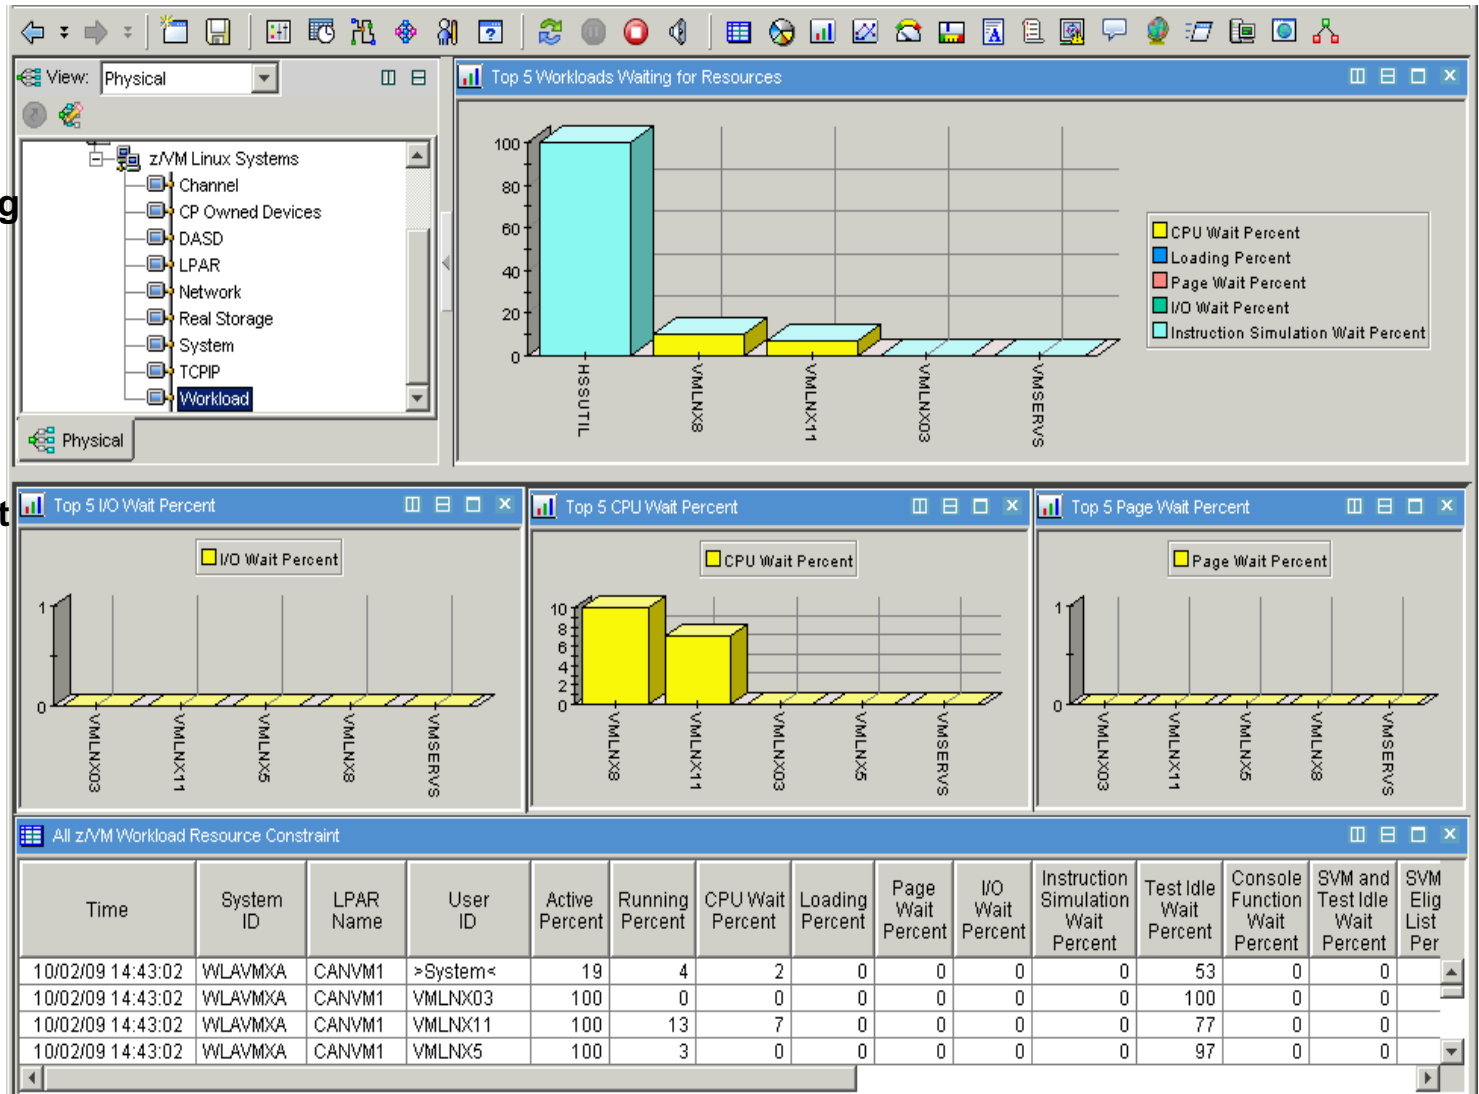 View: Physical
z/VM Linux Systems
Channel
CP Owned Devices
DASD
LPAR
Network
Real Storage
System
TCPIP
Workload
Physical
g
t
Top 5 Workloads Waiting for Resources
100
80
60
40
20
0
HSSUTIL
VMLNX8
VMLNX11
VMLNX03
VMSERVS
CPU Wait Percent
Loading Percent
Page Wait Percent
I/O Wait Percent
Instruction Simulation Wait Percent
Top 5 I/O Wait Percent
I/O Wait Percent
1
0
VMLNX03
VMLNX11
VMLNX5
VMLNX8
VMSERVS
Top 5 CPU Wait Percent
CPU Wait Percent
10
8
6
4
2
0
VMLNX8
VMLNX11
VMLNX03
VMLNX5
VMSERVS
Top 5 Page Wait Percent
Page Wait Percent
1
0
VMLNX03
VMLNX11
VMLNX5
VMLNX8
VMSERVS
All z/VM Workload Resource Constraint
Time System ID LPAR Name User ID Active Percent Running Percent CPU Wait Percent Loading Percent Page Wait Percent I/O Wait Percent Instruction Simulation Wait Percent Test Idle Wait Percent Console Function Wait Percent SVM and Test Idle Wait Percent SVM Elig List Per
10/02/09 14:43:02 WLAVMXA CANVM1 >System< 19 4 2 0 0 0 0 53 0 0
10/02/09 14:43:02 WLAVMXA CANVM1 VMLNX03 100 0 0 0 0 0 0 100 0 0
10/02/09 14:43:02 WLAVMXA CANVM1 VMLNX11 100 13 7 0 0 0 0 77 0 0
10/02/09 14:43:02 WLAVMXA CANVM1 VMLNX5 100 3 0 0 0 0 0 97 0 0